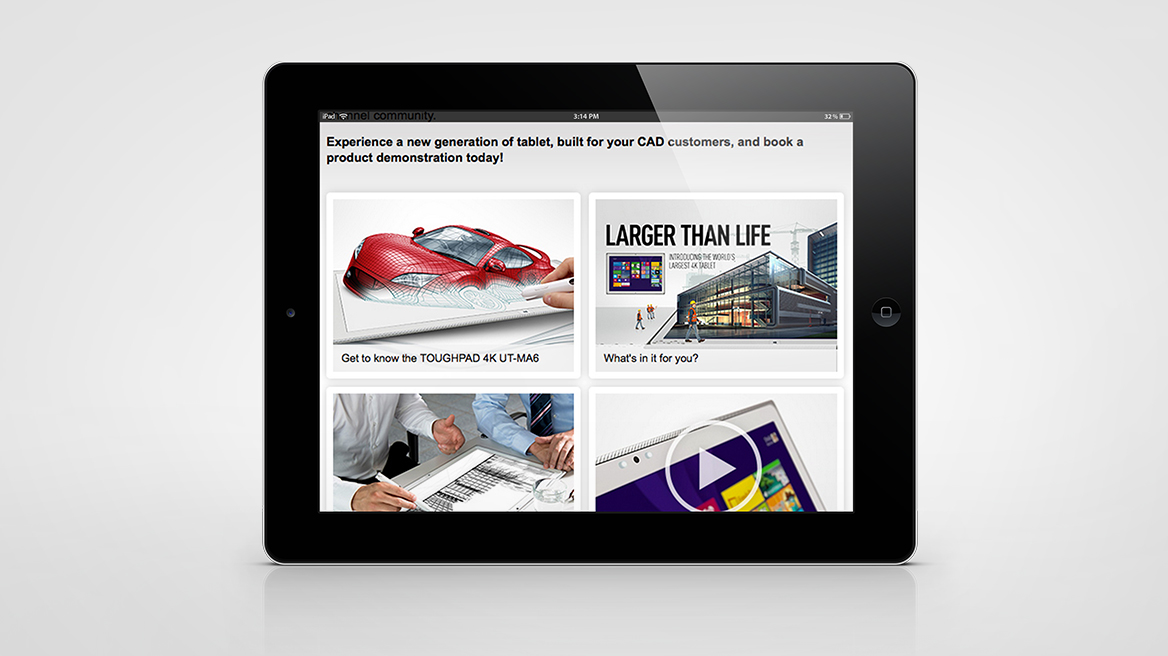 nnel community.
iPad 3:14 PM 32%
Experience a new generation of tablet, built for your CAD customers, and book a
product demonstration today!
LARGER THAN LIFE
INTRODUCING THE WORLD'S
LARGEST 4K TABLET
Get to know the TOUGHPAD 4K UT-MA6
What's in it for you?